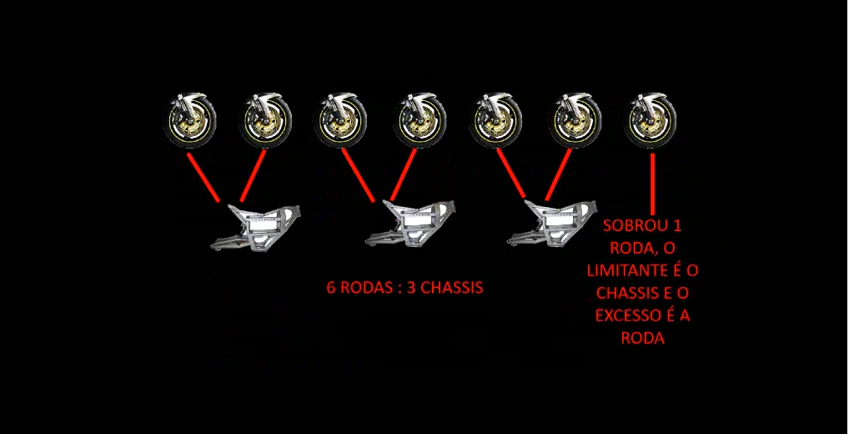 6 RODAS : 3 CHASSIS
SOBROU 1
RODA, O
LIMITANTE É O
CHASSIS E O
EXCESSO É A
RODA